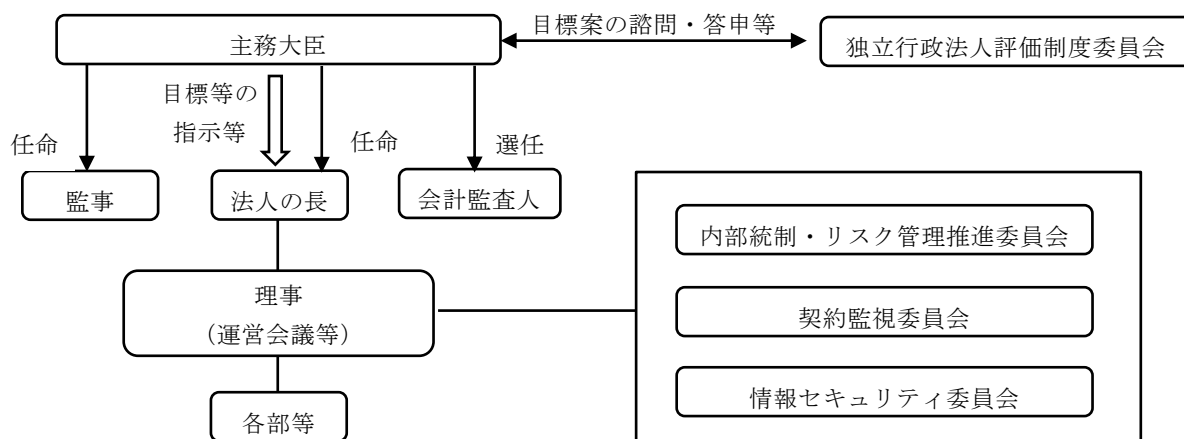 目標案の諮問・答申等
主務大臣
独立行政法人評価制度委員会
目標等の
指示等
任命
任命
選任
監事
法人の長
会計監査人
内部統制・リスク管理推進委員会
理事
（運営会議等）
契約監視委員会
情報セキュリティ委員会
各部等